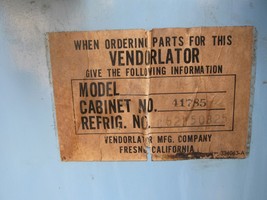 WHEN ORDERING PARTS FOR THIS
VENDORLATOR
GIVE THE FOLLOWING INFORMATION
MODEL
CABINET NO. 41785
REFRIG. NO.
VENDORLATOR MFG. COMPANY
FRESNO, CALIFORNIA